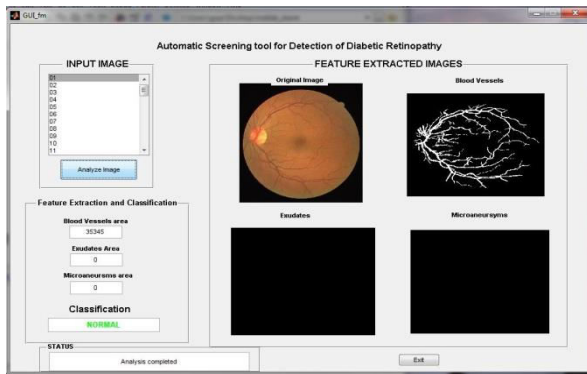 GUI_fm
Automatic Screening tool for Detection of Diabetic Retinopathy
INPUT IMAGE
01
02
03
04
05
06
07
08
09
10
11
Analyze Image
Feature Extraction and Classification
Blood Vessels area
35345
Exudates Area
0
Microaneursms area
0
Classification
NORMAL
STATUS
Analysis completed
FEATURE EXTRACTED IMAGES
Original Image
Blood Vessels
Exudates
Microaneursyms
Exit